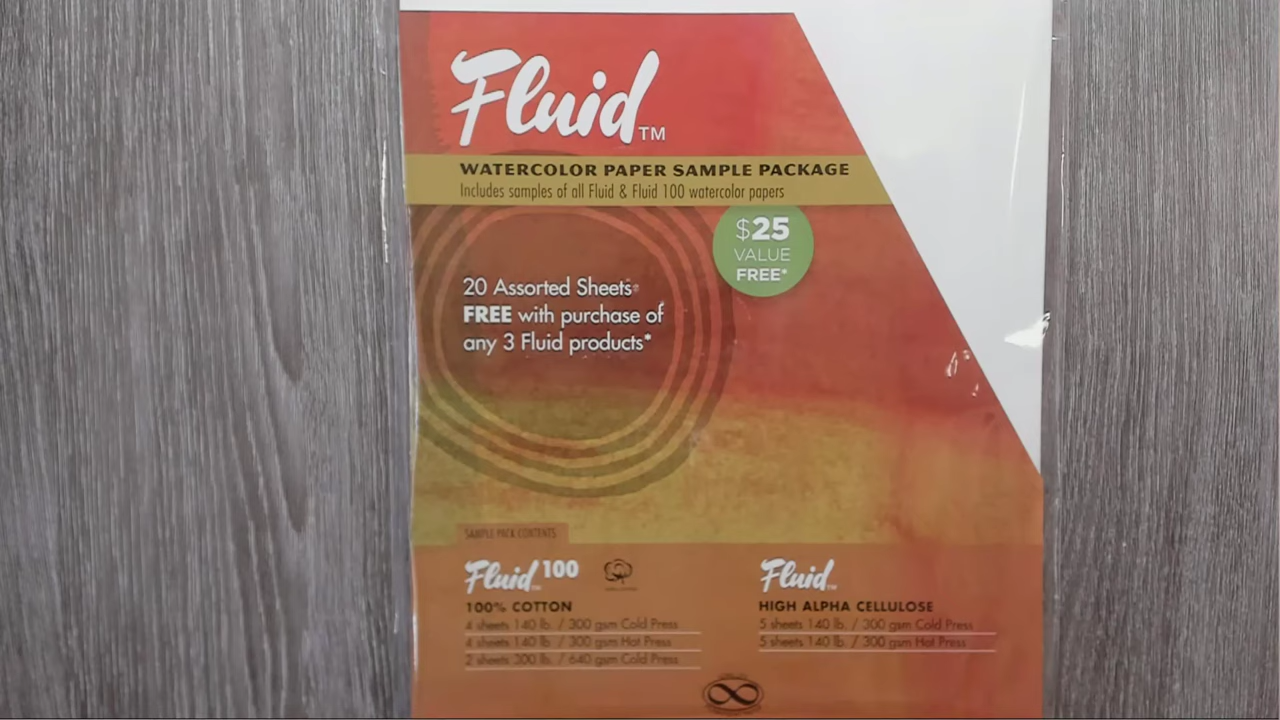 Fluid™
WATERCOLOR PAPER SAMPLE PACKAGE
Includes samples of all Fluid & Fluid 100 watercolor papers
$25
VALUE
FREE*
20 Assorted Sheets*
FREE with purchase of
any 3 Fluid products*
SAMPLE PACK CONTENTS
Fluid™ 100
100% COTTON
4 sheets 140 lb. / 300 gsm Cold Press
4 sheets 140 lb. / 300 gsm Hot Press
2 sheets 300 lb. / 640 gsm Cold Press
Fluid™
HIGH ALPHA CELLULOSE
5 sheets 140 lb. / 300 gsm Cold Press
5 sheets 140 lb. / 300 gsm Hot Press